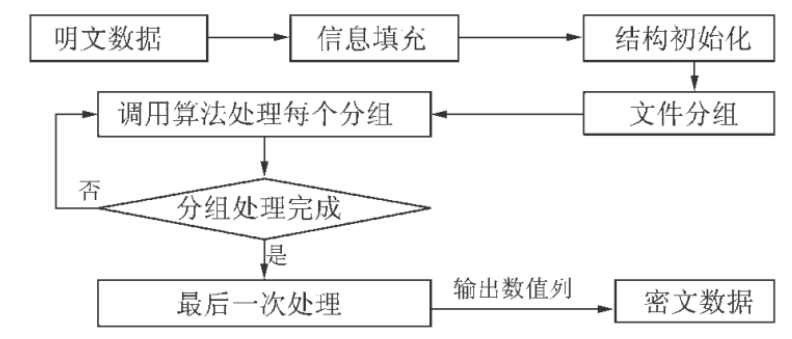 明文数据
信息填充
结构初始化
文件分组
调用算法处理每个分组
否
分组处理完成
是
最后一次处理
输出数值列
密文数据